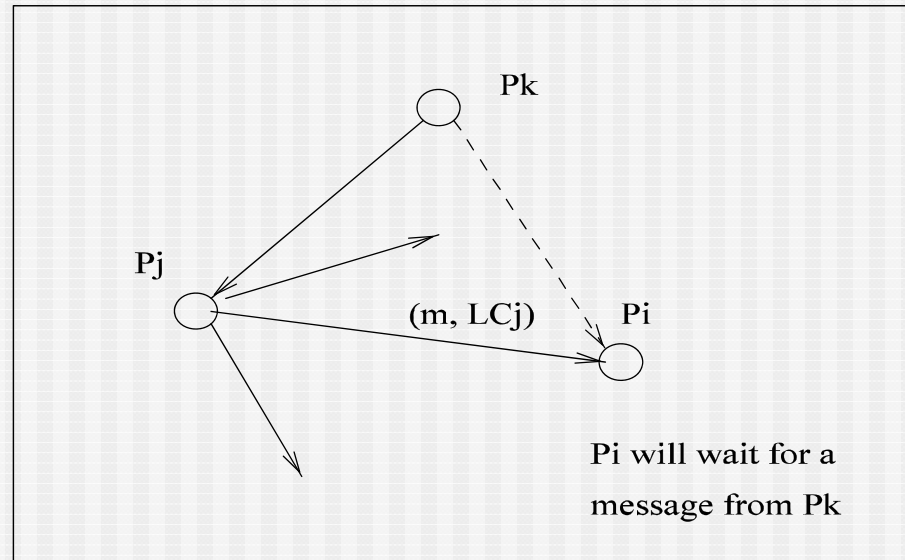 Pk
Pj
(m, LCj)
Pi
Pi will wait for a
message from Pk